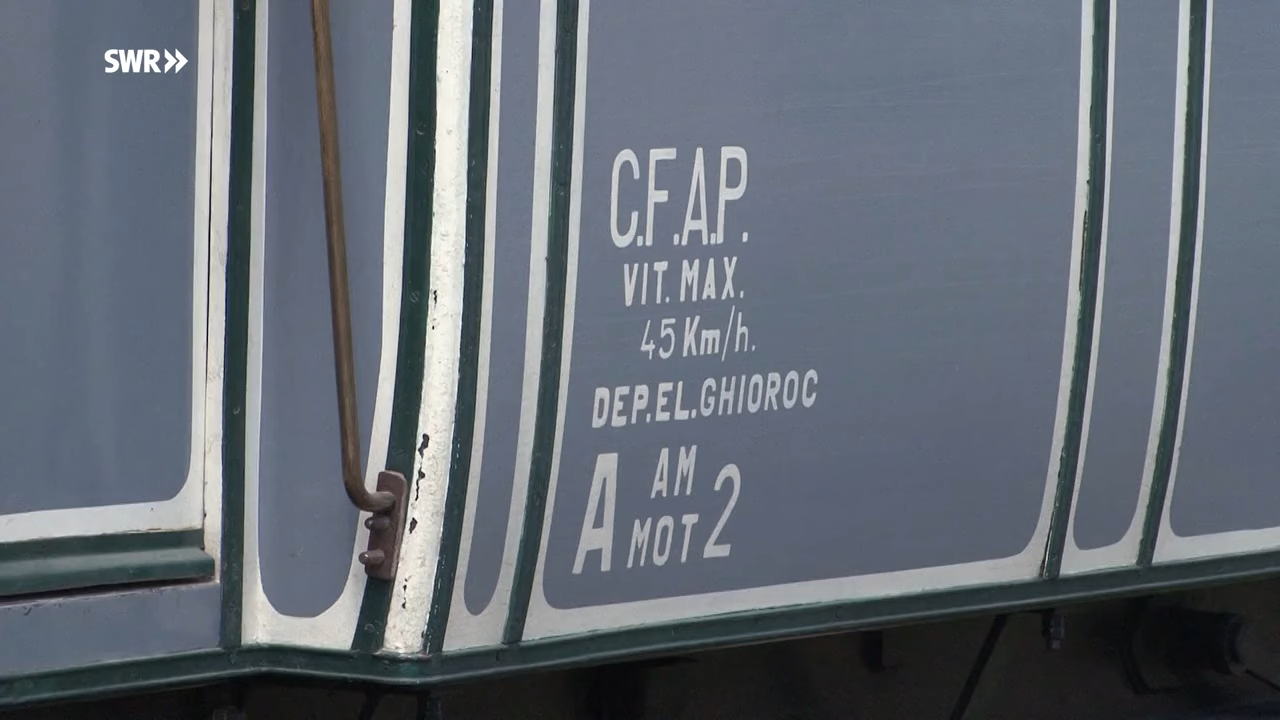 SWR
C.F.A.P.
VIT. MAX.
45 Km/h.
DEP.EL.GHIOROC
A AM MOT 2